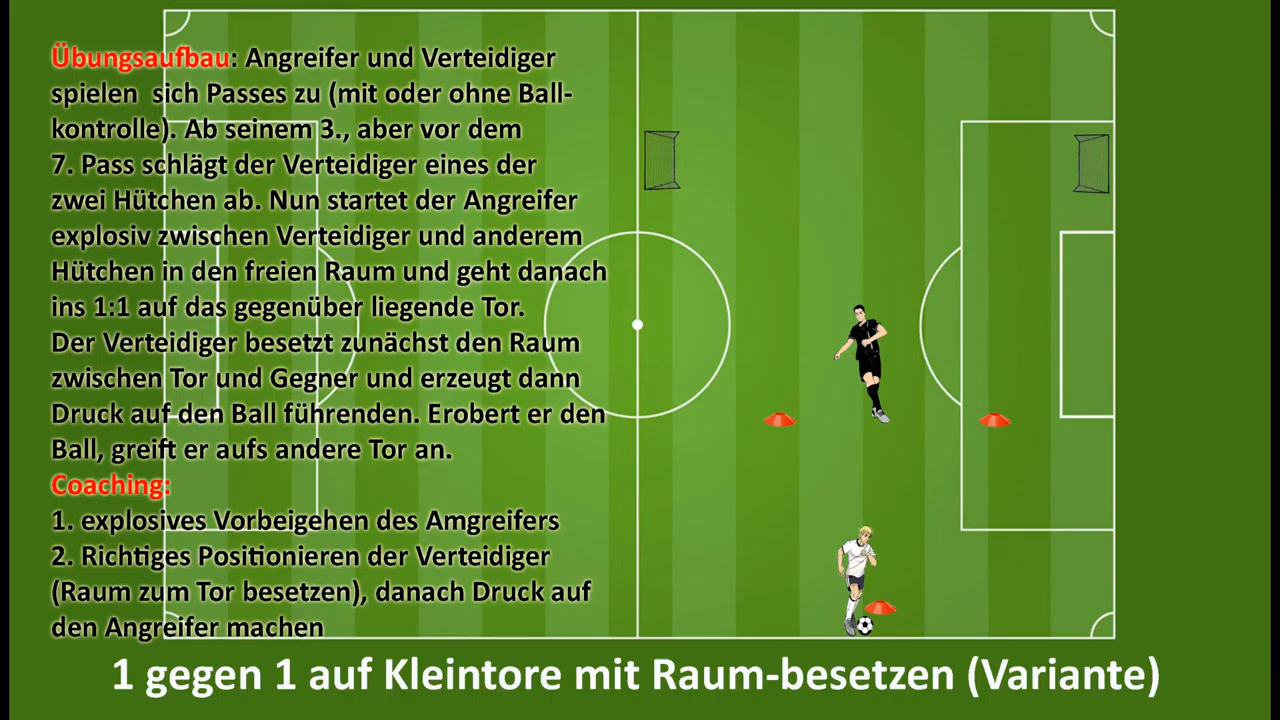 Übungsaufbau: Angreifer und Verteidiger
spielen sich Passes zu (mit oder ohne Ball-
kontrolle). Ab seinem 3., aber vor dem
7. Pass schlägt der Verteidiger eines der
zwei Hütchen ab. Nun startet der Angreifer
explosiv zwischen Verteidiger und anderem
Hütchen in den freien Raum und geht danach
ins 1:1 auf das gegenüber liegende Tor.
Der Verteidiger besetzt zunächst den Raum
zwischen Tor und Gegner und erzeugt dann
Druck auf den Ball führenden. Erobert er den
Ball, greift er aufs andere Tor an.
Coaching:
1. explosives Vorbeigehen des Amgreifers
2. Richtiges Positionieren der Verteidiger
(Raum zum Tor besetzen), danach Druck auf
den Angreifer machen
1 gegen 1 auf Kleintore mit Raum-besetzen (Variante)